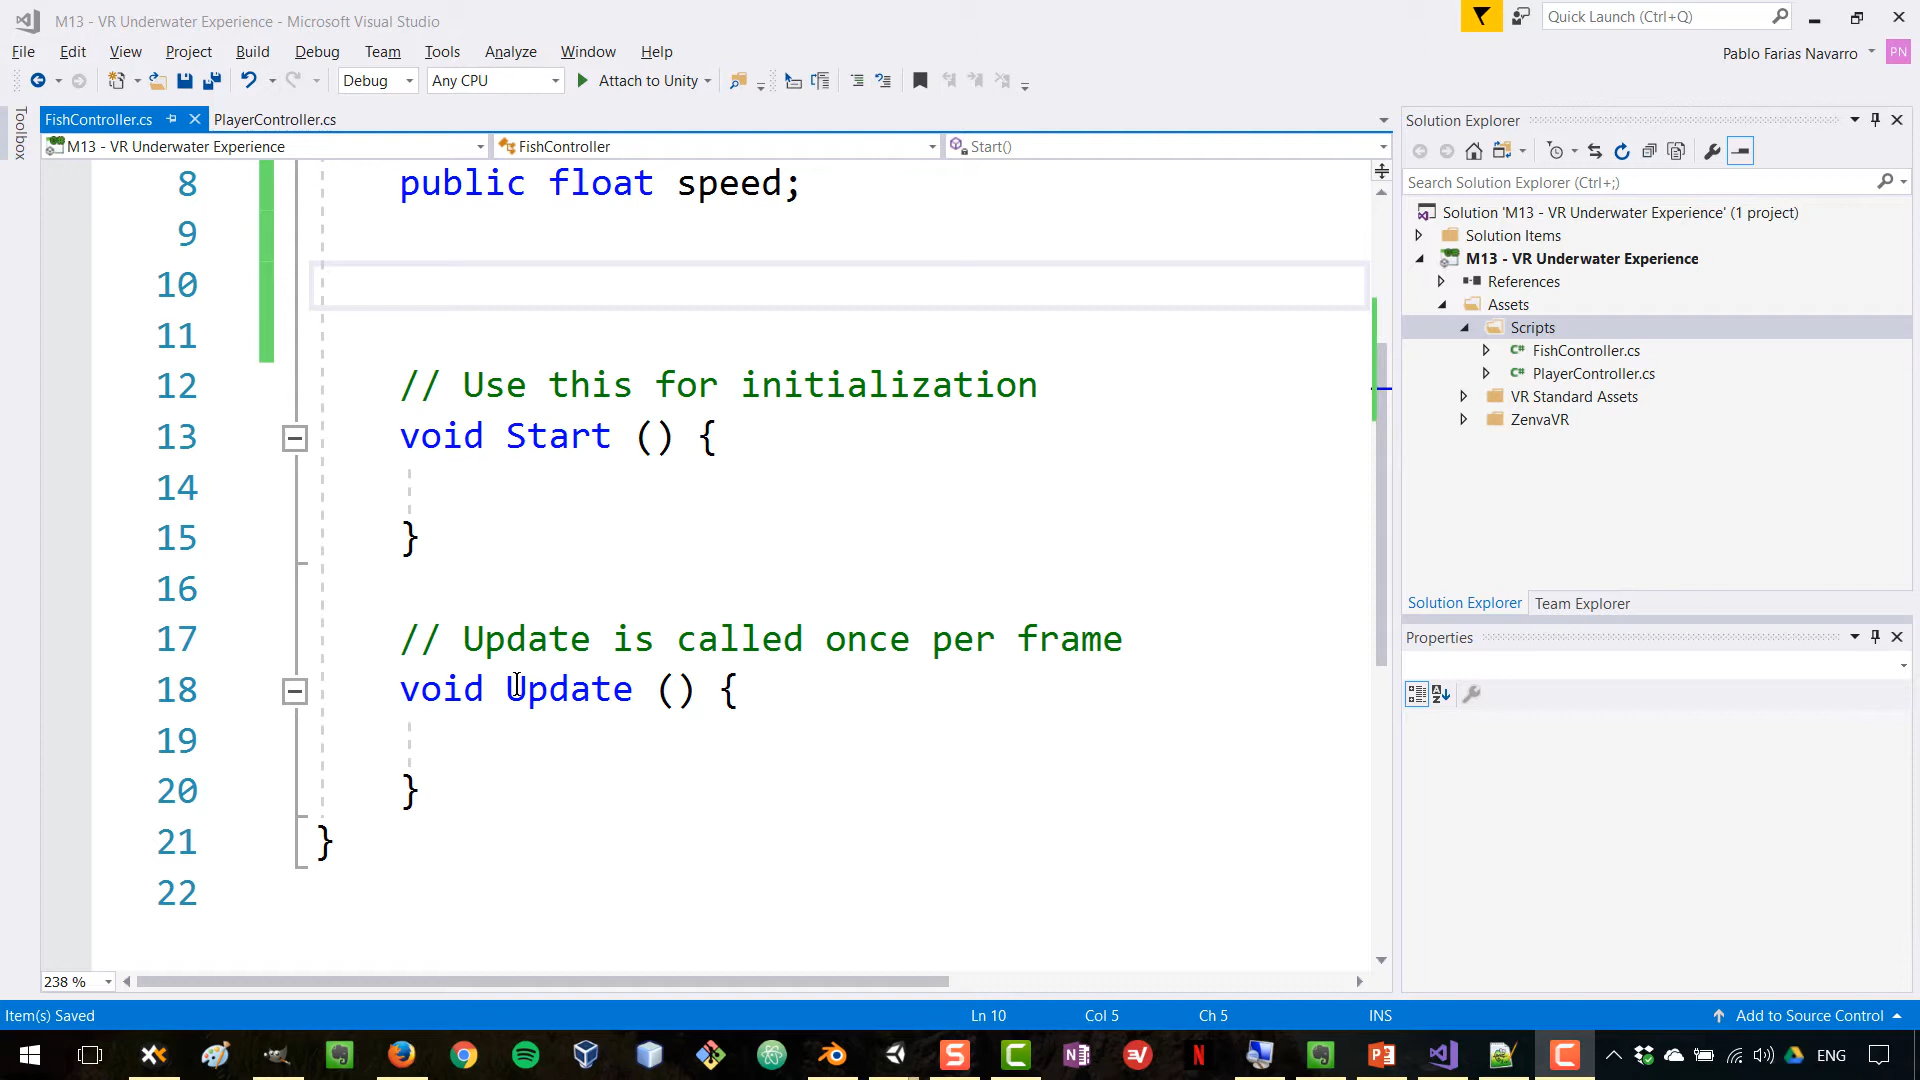 M13 - VR Underwater Experience - Microsoft Visual Studio
Quick Launch (Ctrl+Q)
File Edit View Project Build Debug Team Tools Analyze Window Help
Pablo Farias Navarro PN
Debug Any CPU Attach to Unity
Toolbox
FishController.cs PlayerController.cs
M13 - VR Underwater Experience FishController Start()
8 public float speed;
9
10
11
12 // Use this for initialization
13 void Start () {
14
15 }
16
17 // Update is called once per frame
18 void Update () {
19
20 }
21 }
22
238 %
Solution Explorer
Search Solution Explorer (Ctrl+;)
Solution 'M13 - VR Underwater Experience' (1 project)
Solution Items
M13 - VR Underwater Experience
References
Assets
Scripts
C# FishController.cs
C# PlayerController.cs
VR Standard Assets
ZenvaVR
Solution Explorer Team Explorer
Properties
Item(s) Saved Ln 10 Col 5 Ch 5 INS Add to Source Control
ENG